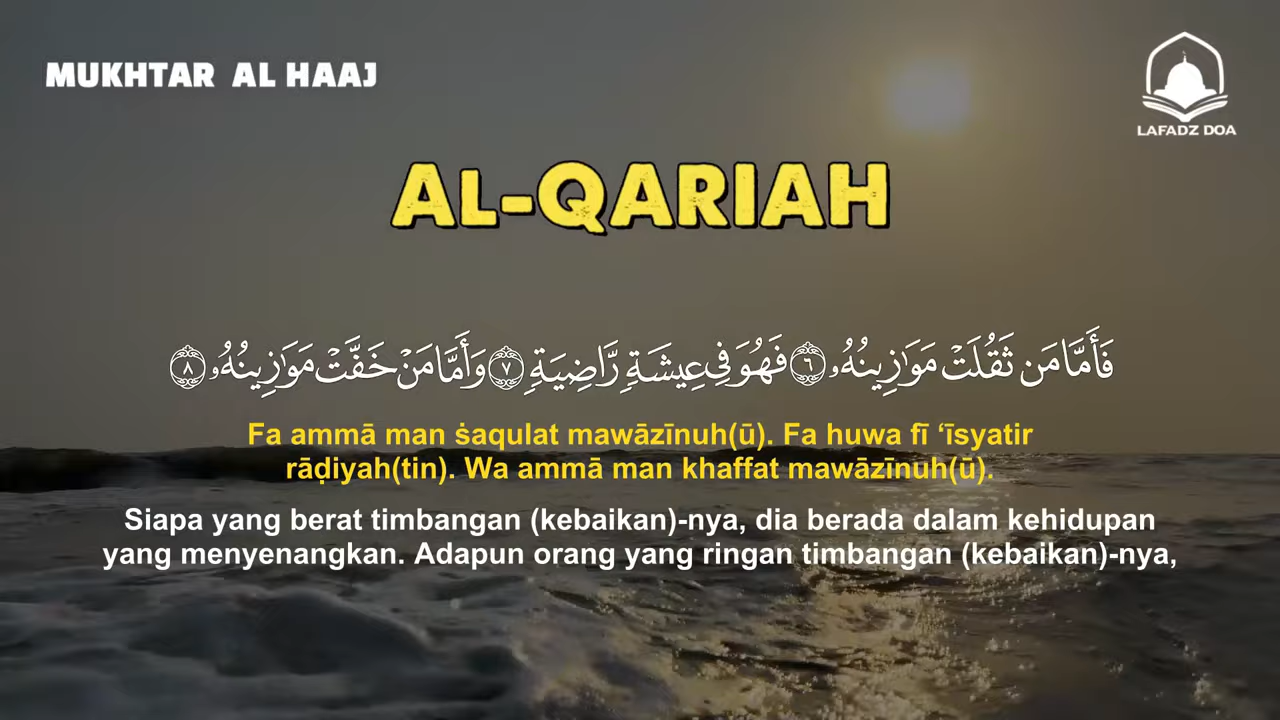 MUKHTAR AL HAAJ
LAFADZ DOA
AL-QARIAH
فَأَمَّا مَن ثَقُلَتْ مَوَٰزِينُهُۥ ٦ فَهُوَ فِى عِيشَةٍ رَّاضِيَةٍ ٧ وَأَمَّا مَنْ خَفَّتْ مَوَٰزِينُهُۥ ٨
Fa ammā man ṡaqulat mawāzīnuh(ū). Fa huwa fī ‘īsyatir
rāḍiyah(tin). Wa ammā man khaffat mawāzīnuh(ū).
Siapa yang berat timbangan (kebaikan)-nya, dia berada dalam kehidupan
yang menyenangkan. Adapun orang yang ringan timbangan (kebaikan)-nya,